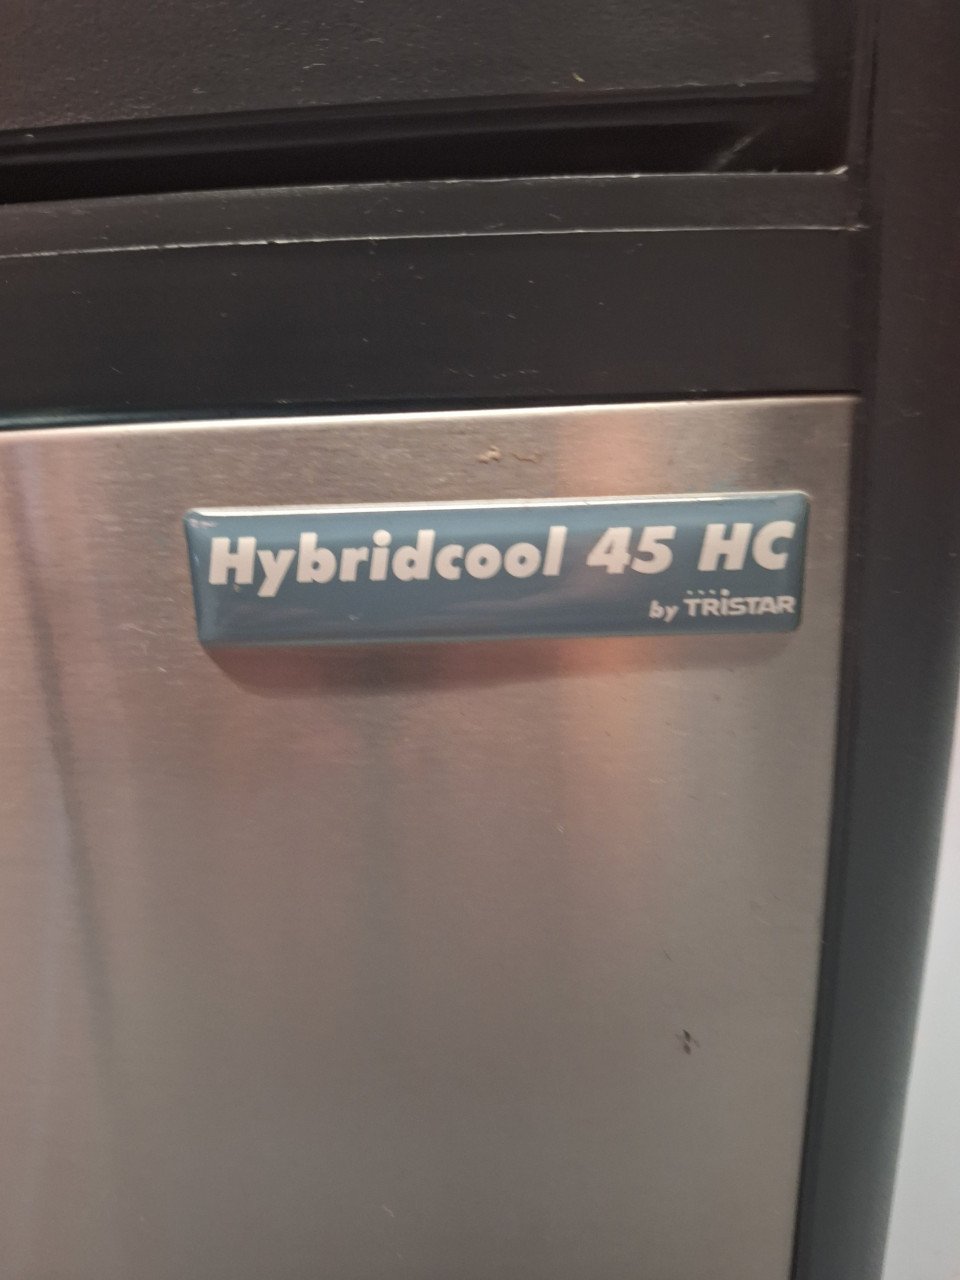 Hybridcool 45 HC
by TRiSTAR